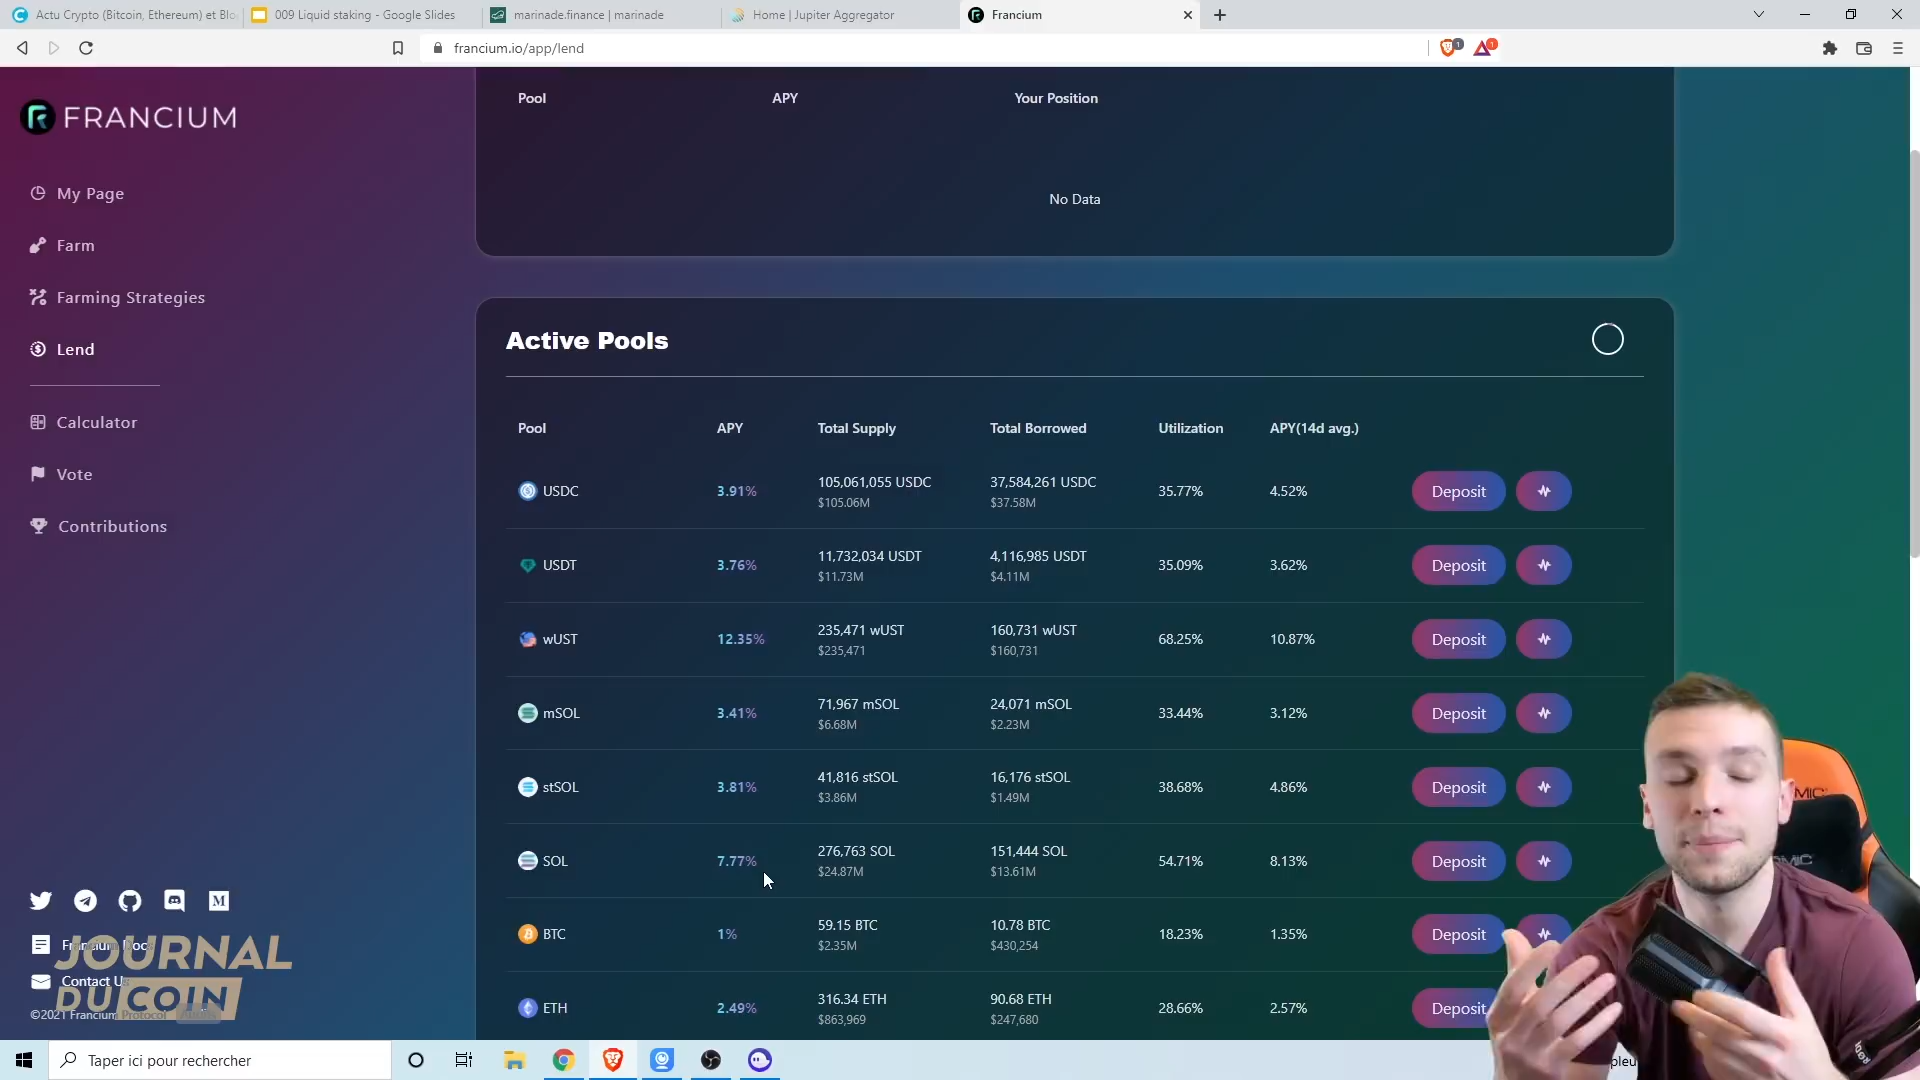 Actu Crypto (Bitcoin, Ethereum) et Blo
009 Liquid staking - Google Slides
marinade.finance | marinade
Home | Jupiter Aggregator
Francium
francium.io/app/lend
1
1
FRANCIUM
My Page
Farm
Farming Strategies
Lend
Calculator
Vote
Contributions
Pool APY Your Position
No Data
Active Pools
Pool APY Total Supply Total Borrowed Utilization APY(14d avg.)
USDC 3.91% 105,061,055 USDC 37,584,261 USDC 35.77% 4.52% Deposit
$105.06M $37.58M
USDT 3.76% 11,732,034 USDT 4,116,985 USDT 35.09% 3.62% Deposit
$11.73M $4.11M
wUST 12.35% 235,471 wUST 160,731 wUST 68.25% 10.87% Deposit
$235,471 $160,731
mSOL 3.41% 71,967 mSOL 24,071 mSOL 33.44% 3.12% Deposit
$6.68M $2.23M
stSOL 3.81% 41,816 stSOL 16,176 stSOL 38.68% 4.86% Deposit
$3.86M $1.49M
SOL 7.77% 276,763 SOL 151,444 SOL 54.71% 8.13% Deposit
$24.87M $13.61M
BTC 1% 59.15 BTC 10.78 BTC 18.23% 1.35% Deposit
$2.35M $430,254
ETH 2.49% 316.34 ETH 90.68 ETH 28.66% 2.57% Deposit
$863,969 $247,680
Francium Docs
Contact Us
©2021 Francium Protocol
JOURNAL
DU COIN
Taper ici pour rechercher